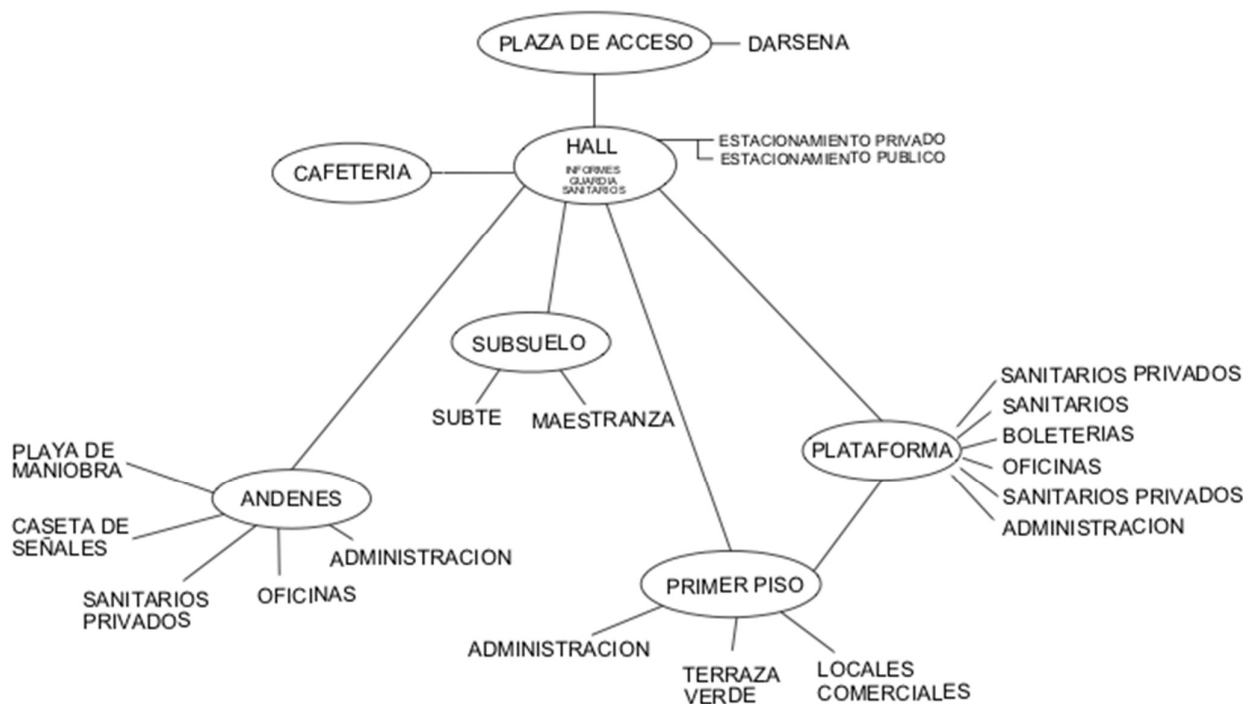 PLAZA DE ACCESO
DARSENA
HALL
INFORMES
GUARDIA
SANITARIOS
ESTACIONAMIENTO PRIVADO
ESTACIONAMIENTO PUBLICO
CAFETERIA
SUBSUELO
SUBTE
MAESTRANZA
SANITARIOS PRIVADOS
SANITARIOS
BOLETERIAS
PLATAFORMA
OFICINAS
SANITARIOS PRIVADOS
ADMINISTRACION
PLAYA DE
MANIOBRA
ANDENES
CASETA DE
SEÑALES
ADMINISTRACION
SANITARIOS
PRIVADOS
OFICINAS
PRIMER PISO
ADMINISTRACION
TERRAZA
VERDE
LOCALES
COMERCIALES